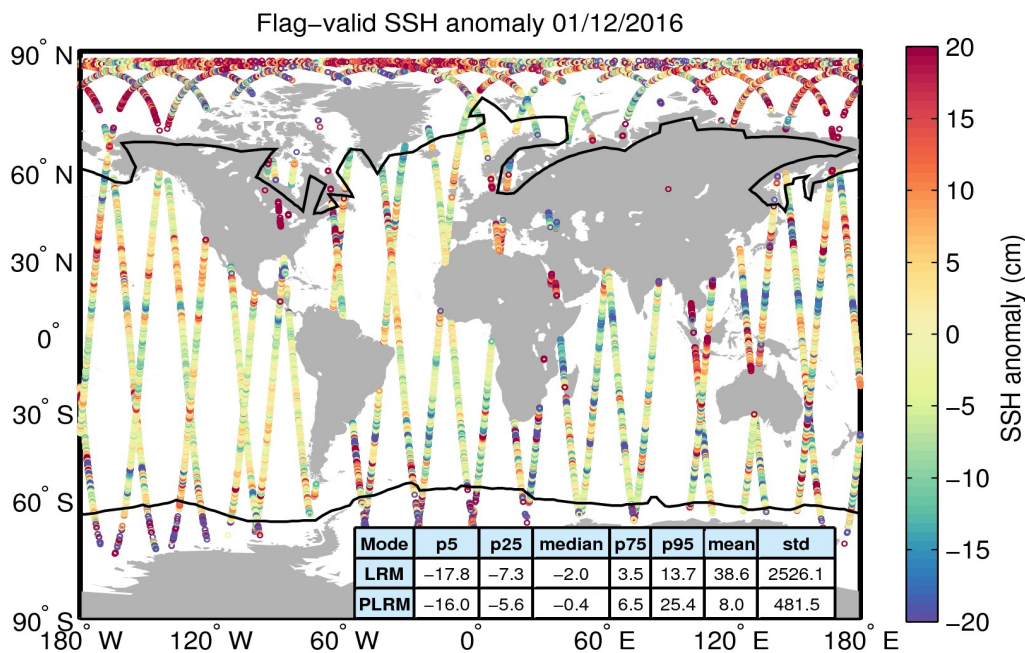 Flag−valid SSH anomaly 01/12/2016
90° N
60° N
30° N
0°
30° S
60° S
90° S
180° W 120° W 60° W 0° 60° E 120° E 180° E
Mode p5 p25 median p75 p95 mean std
LRM −17.8 −7.3 −2.0 3.5 13.7 38.6 2526.1
PLRM −16.0 −5.6 −0.4 6.5 25.4 8.0 481.5
20
15
10
5
0
−5
−10
−15
−20
SSH anomaly (cm)